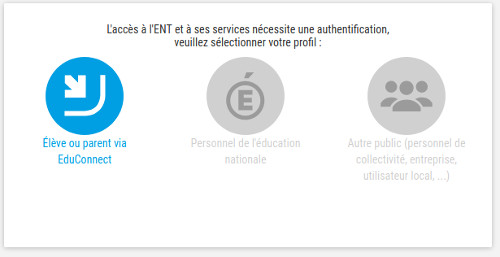 L'accès à l'ENT et à ses services nécessite une authentification,
veuillez sélectionner votre profil :
É
Élève ou parent via
EduConnect
Personnel de l'éducation
nationale
Autre public (personnel de
collectivité, entreprise,
utilisateur local, ...)